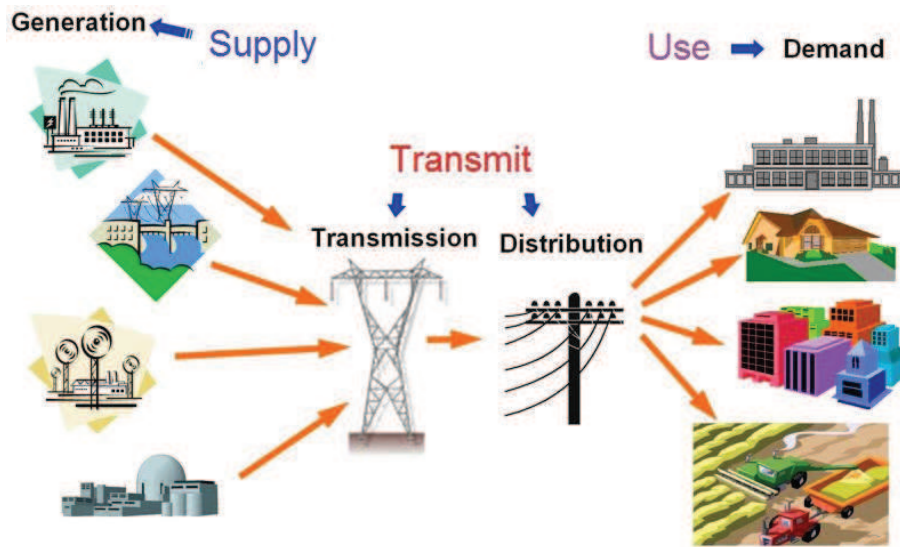 Generation
Supply
Use
Demand
Transmit
Transmission
Distribution